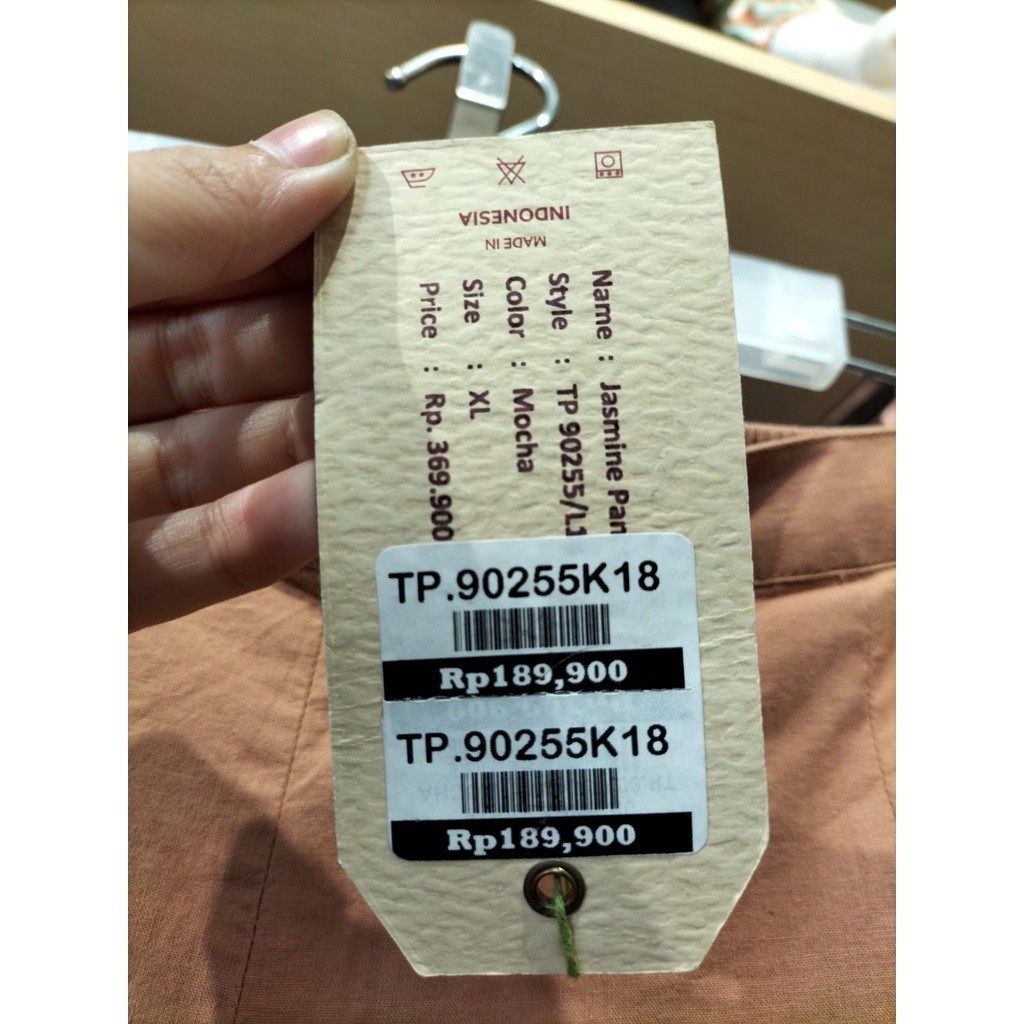 MADE IN
INDONESIA
Name : Jasmine Pan
Style : TP 90255/L1
Color : Mocha
Size : XL
Price : Rp. 369.900
TP.90255K18
Rp189,900
TP.90255K18
Rp189,900